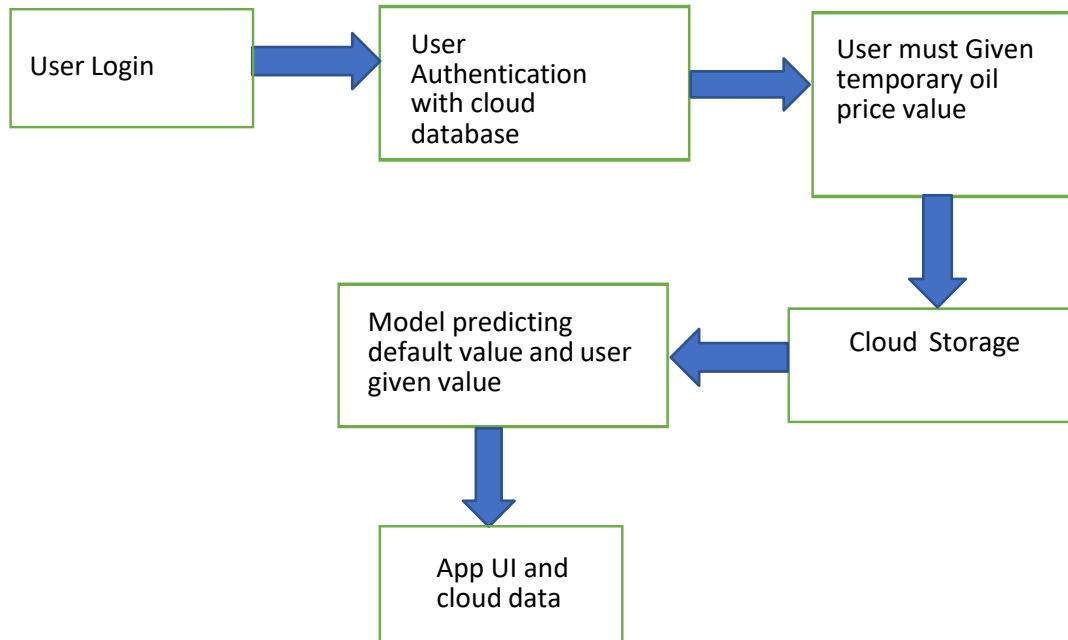 User Login
User
Authentication
with cloud
database
User must Given
temporary oil
price value
Cloud Storage
Model predicting
default value and user
given value
App UI and
cloud data